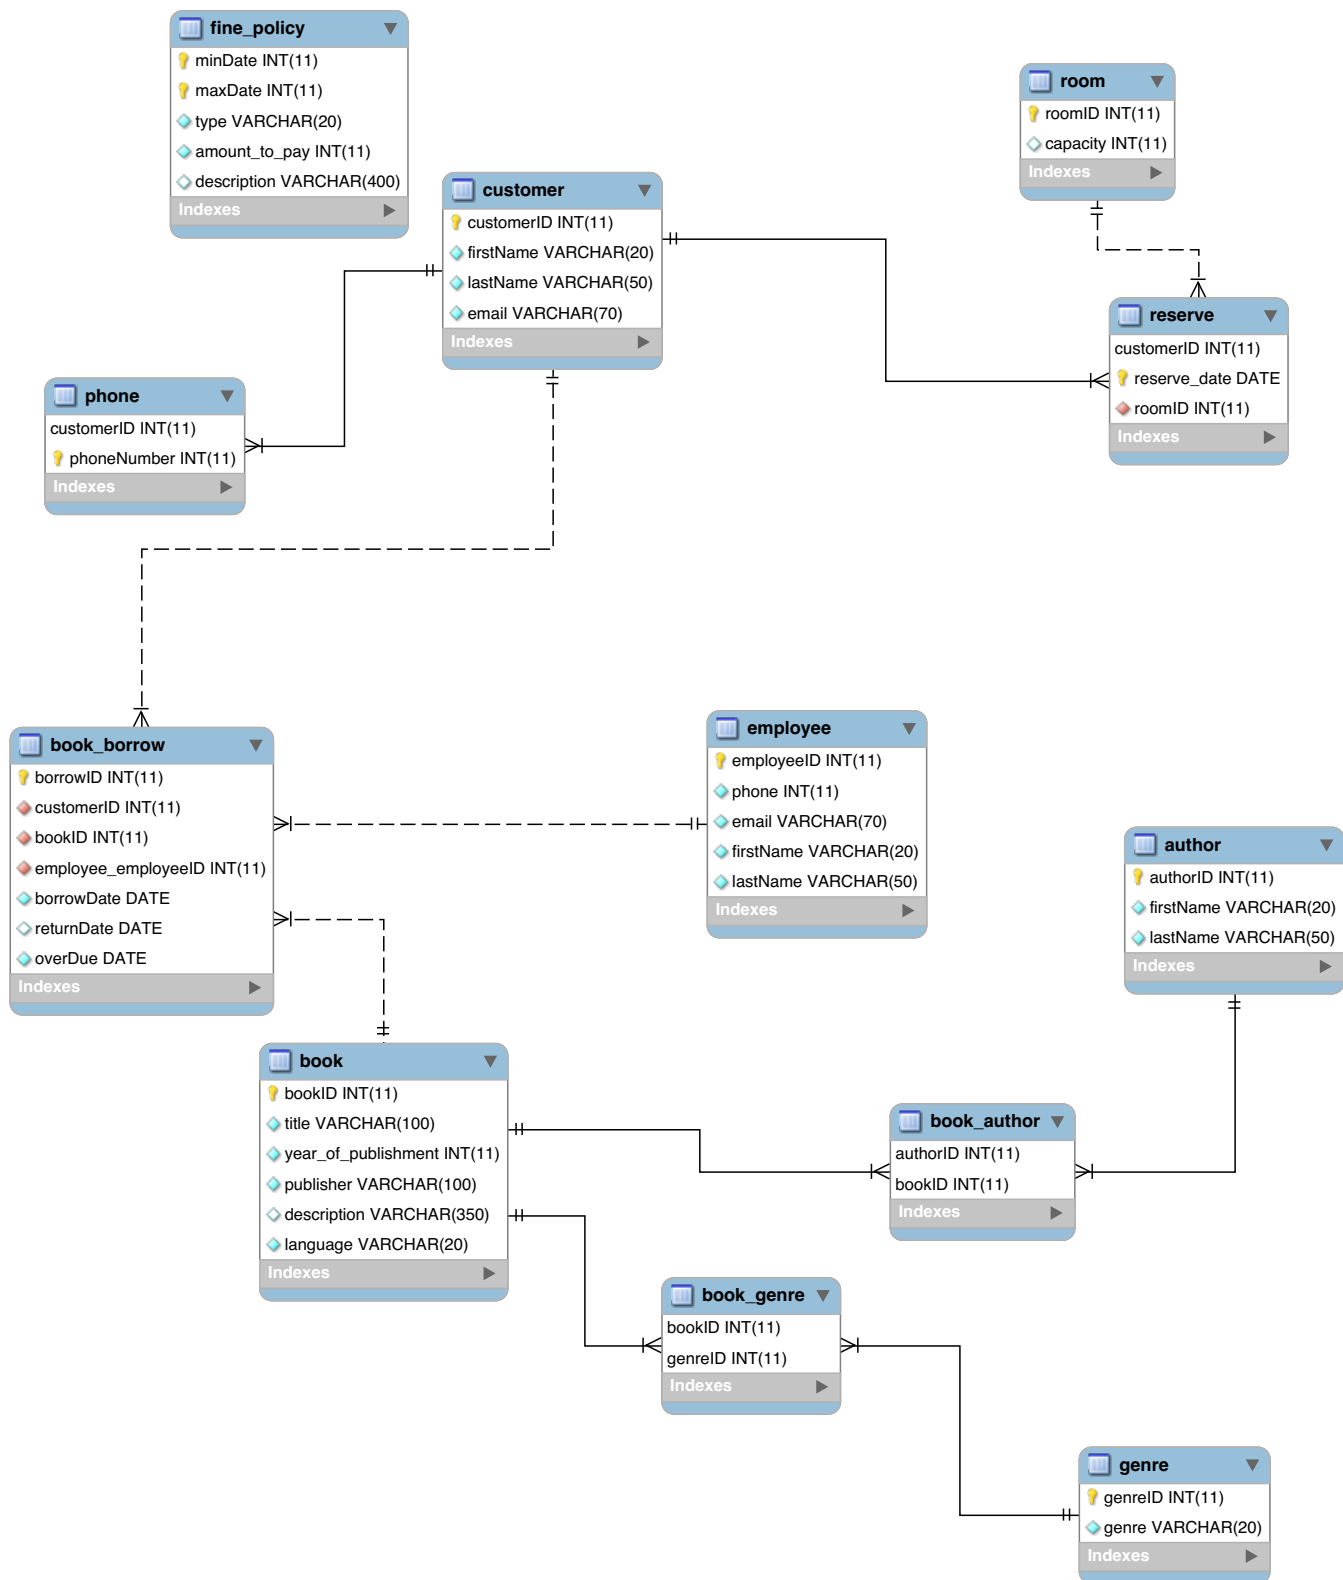 fine_policy
minDate INT(11)
maxDate INT(11)
type VARCHAR(20)
amount_to_pay INT(11)
description VARCHAR(400)
Indexes
room
roomID INT(11)
capacity INT(11)
Indexes
customer
customerID INT(11)
firstName VARCHAR(20)
lastName VARCHAR(50)
email VARCHAR(70)
Indexes
reserve
customerID INT(11)
reserve_date DATE
roomID INT(11)
Indexes
phone
customerID INT(11)
phoneNumber INT(11)
Indexes
book_borrow
borrowID INT(11)
customerID INT(11)
bookID INT(11)
employee_employeeID INT(11)
borrowDate DATE
returnDate DATE
overDue DATE
Indexes
employee
employeeID INT(11)
phone INT(11)
email VARCHAR(70)
firstName VARCHAR(20)
lastName VARCHAR(50)
Indexes
author
authorID INT(11)
firstName VARCHAR(20)
lastName VARCHAR(50)
Indexes
book
bookID INT(11)
title VARCHAR(100)
year_of_publishment INT(11)
publisher VARCHAR(100)
description VARCHAR(350)
language VARCHAR(20)
Indexes
book_author
authorID INT(11)
bookID INT(11)
Indexes
book_genre
bookID INT(11)
genreID INT(11)
Indexes
genre
genreID INT(11)
genre VARCHAR(20)
Indexes